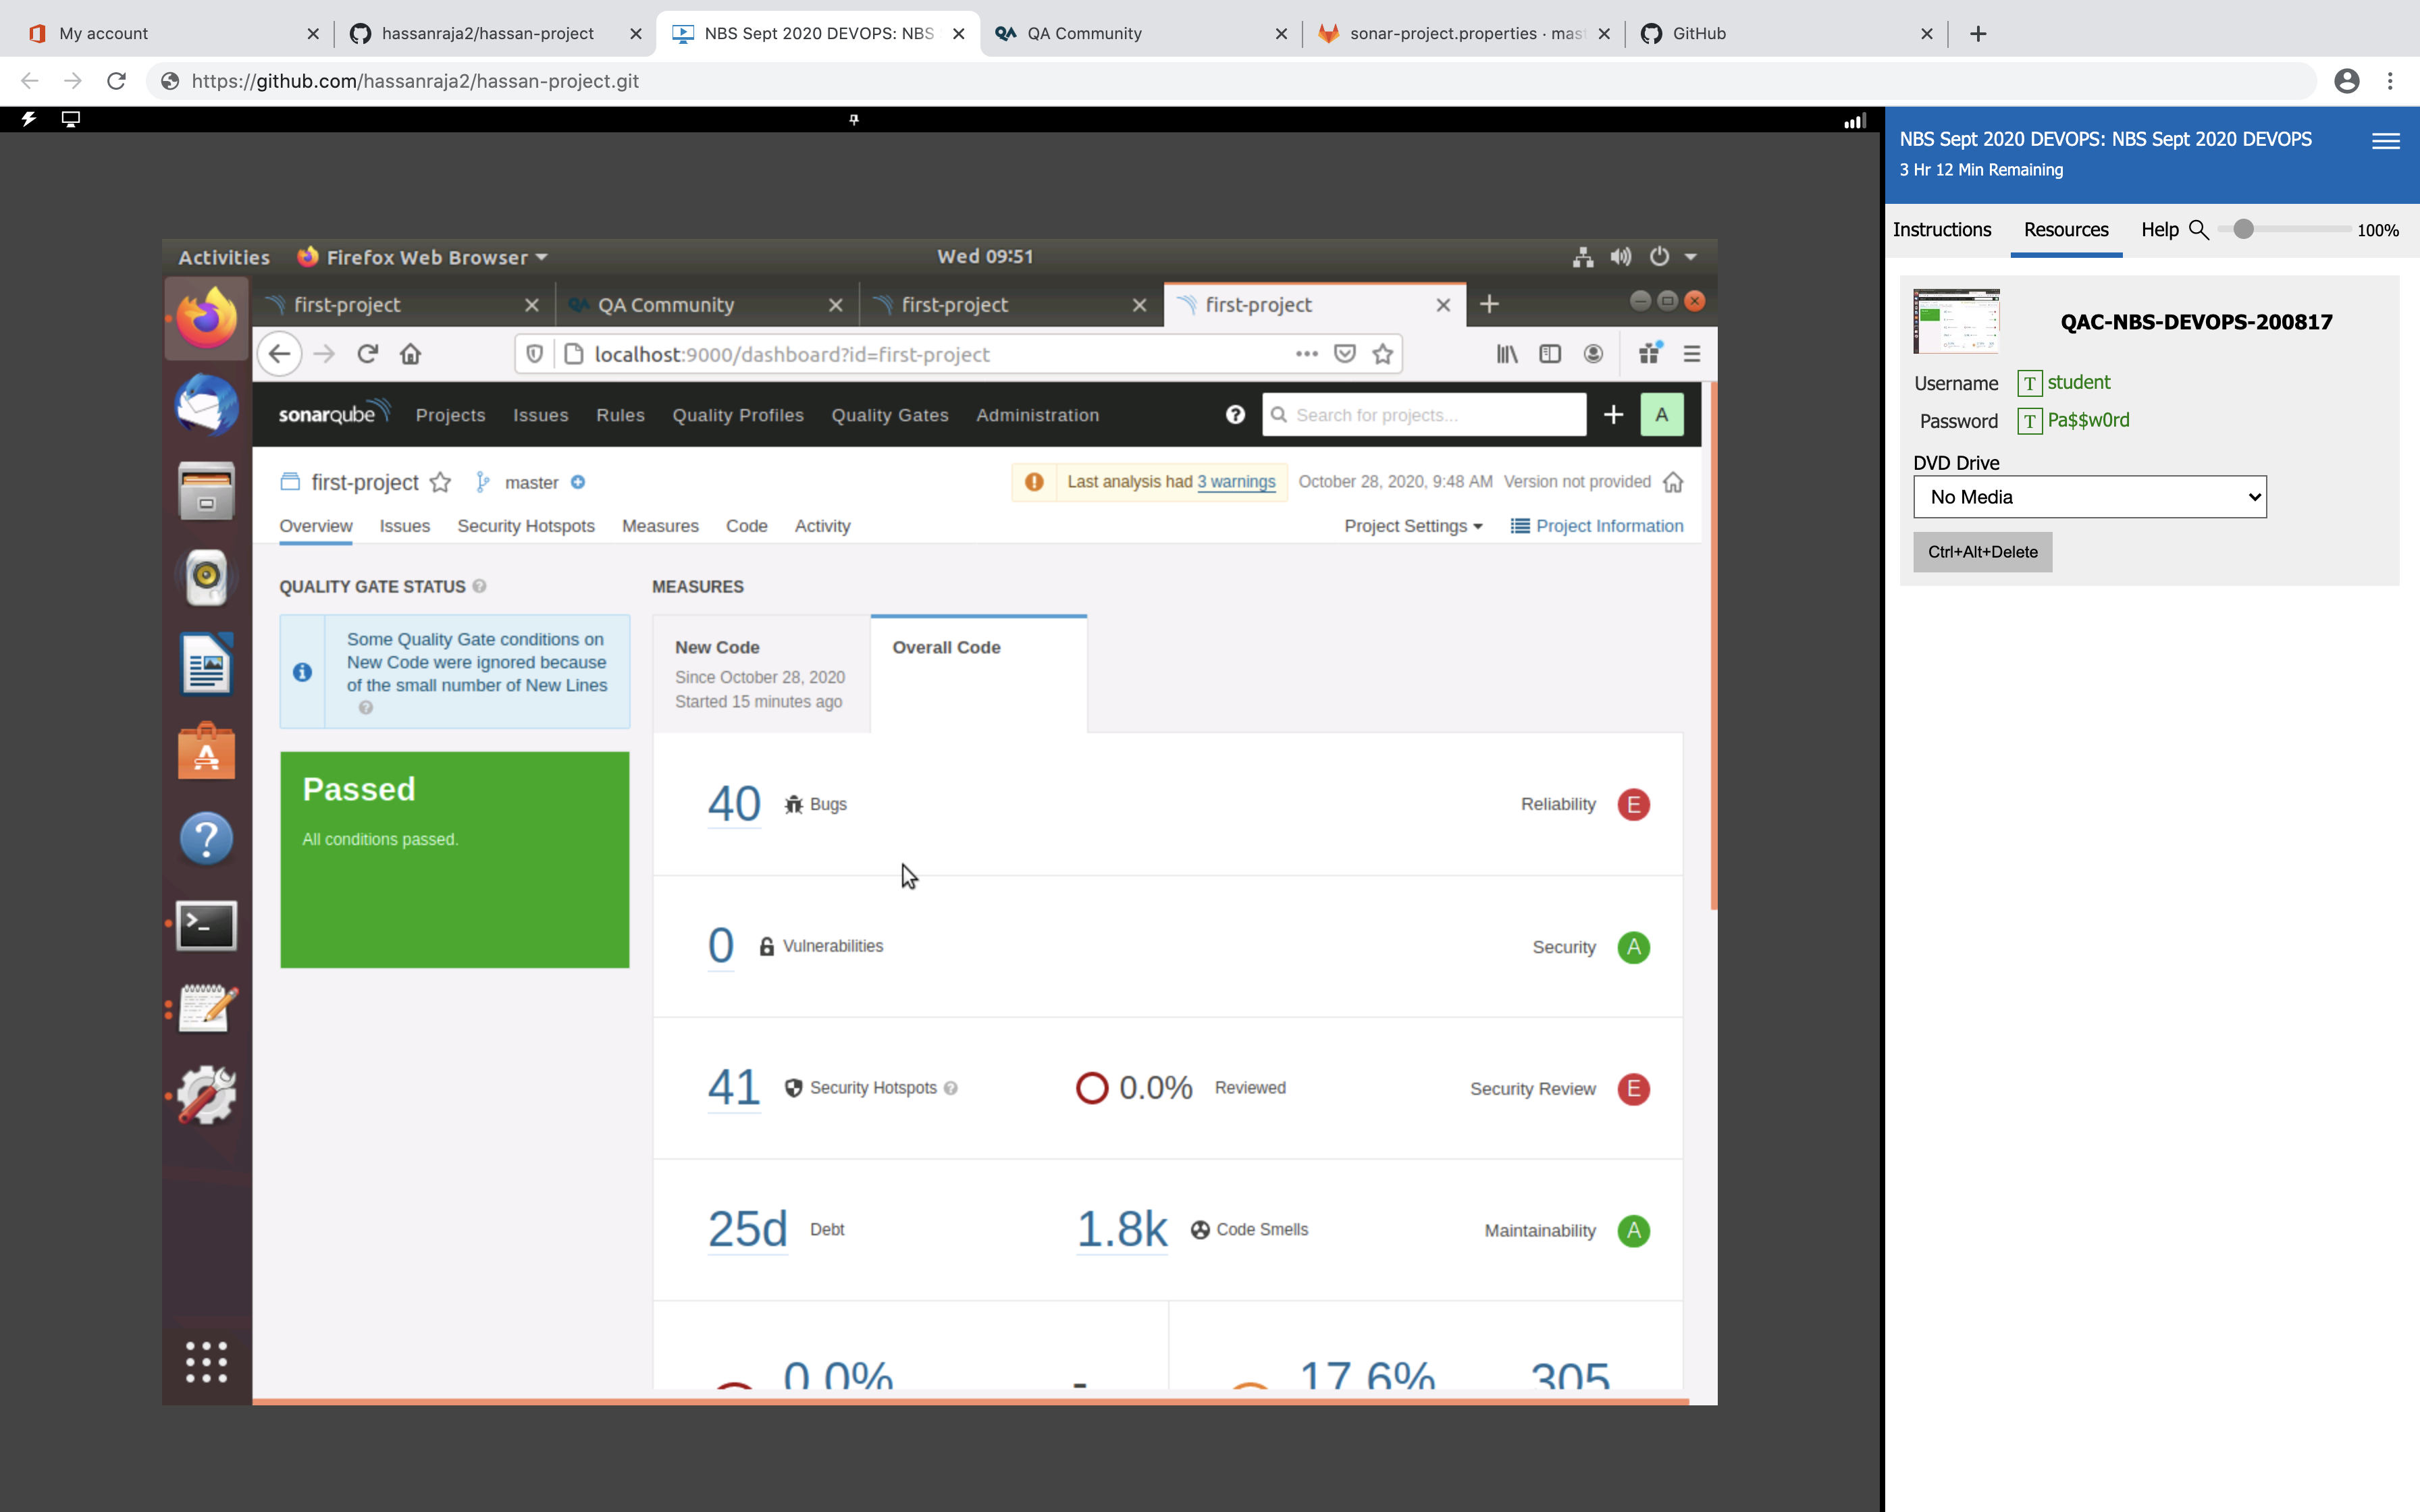 My account
hassanraja2/hassan-project
NBS Sept 2020 DEVOPS: NBS
QA Community
sonar-project.properties · mast
GitHub
https://github.com/hassanraja2/hassan-project.git
NBS Sept 2020 DEVOPS: NBS Sept 2020 DEVOPS
3 Hr 12 Min Remaining
Instructions Resources Help 100%
QAC-NBS-DEVOPS-200817
Username T student
Password T Pa$$w0rd
DVD Drive
No Media
Ctrl+Alt+Delete
Activities Firefox Web Browser Wed 09:51
first-project QA Community first-project first-project
localhost:9000/dashboard?id=first-project
sonarqube Projects Issues Rules Quality Profiles Quality Gates Administration Search for projects... A
first-project master Last analysis had 3 warnings October 28, 2020, 9:48 AM Version not provided
Overview Issues Security Hotspots Measures Code Activity Project Settings Project Information
QUALITY GATE STATUS
Some Quality Gate conditions on
New Code were ignored because
of the small number of New Lines
Passed
All conditions passed.
MEASURES
New Code
Since October 28, 2020
Started 15 minutes ago
Overall Code
40 Bugs Reliability E
0 Vulnerabilities Security A
41 Security Hotspots 0.0% Reviewed Security Review E
25d Debt 1.8k Code Smells Maintainability A
0.0% - 17.6% 305